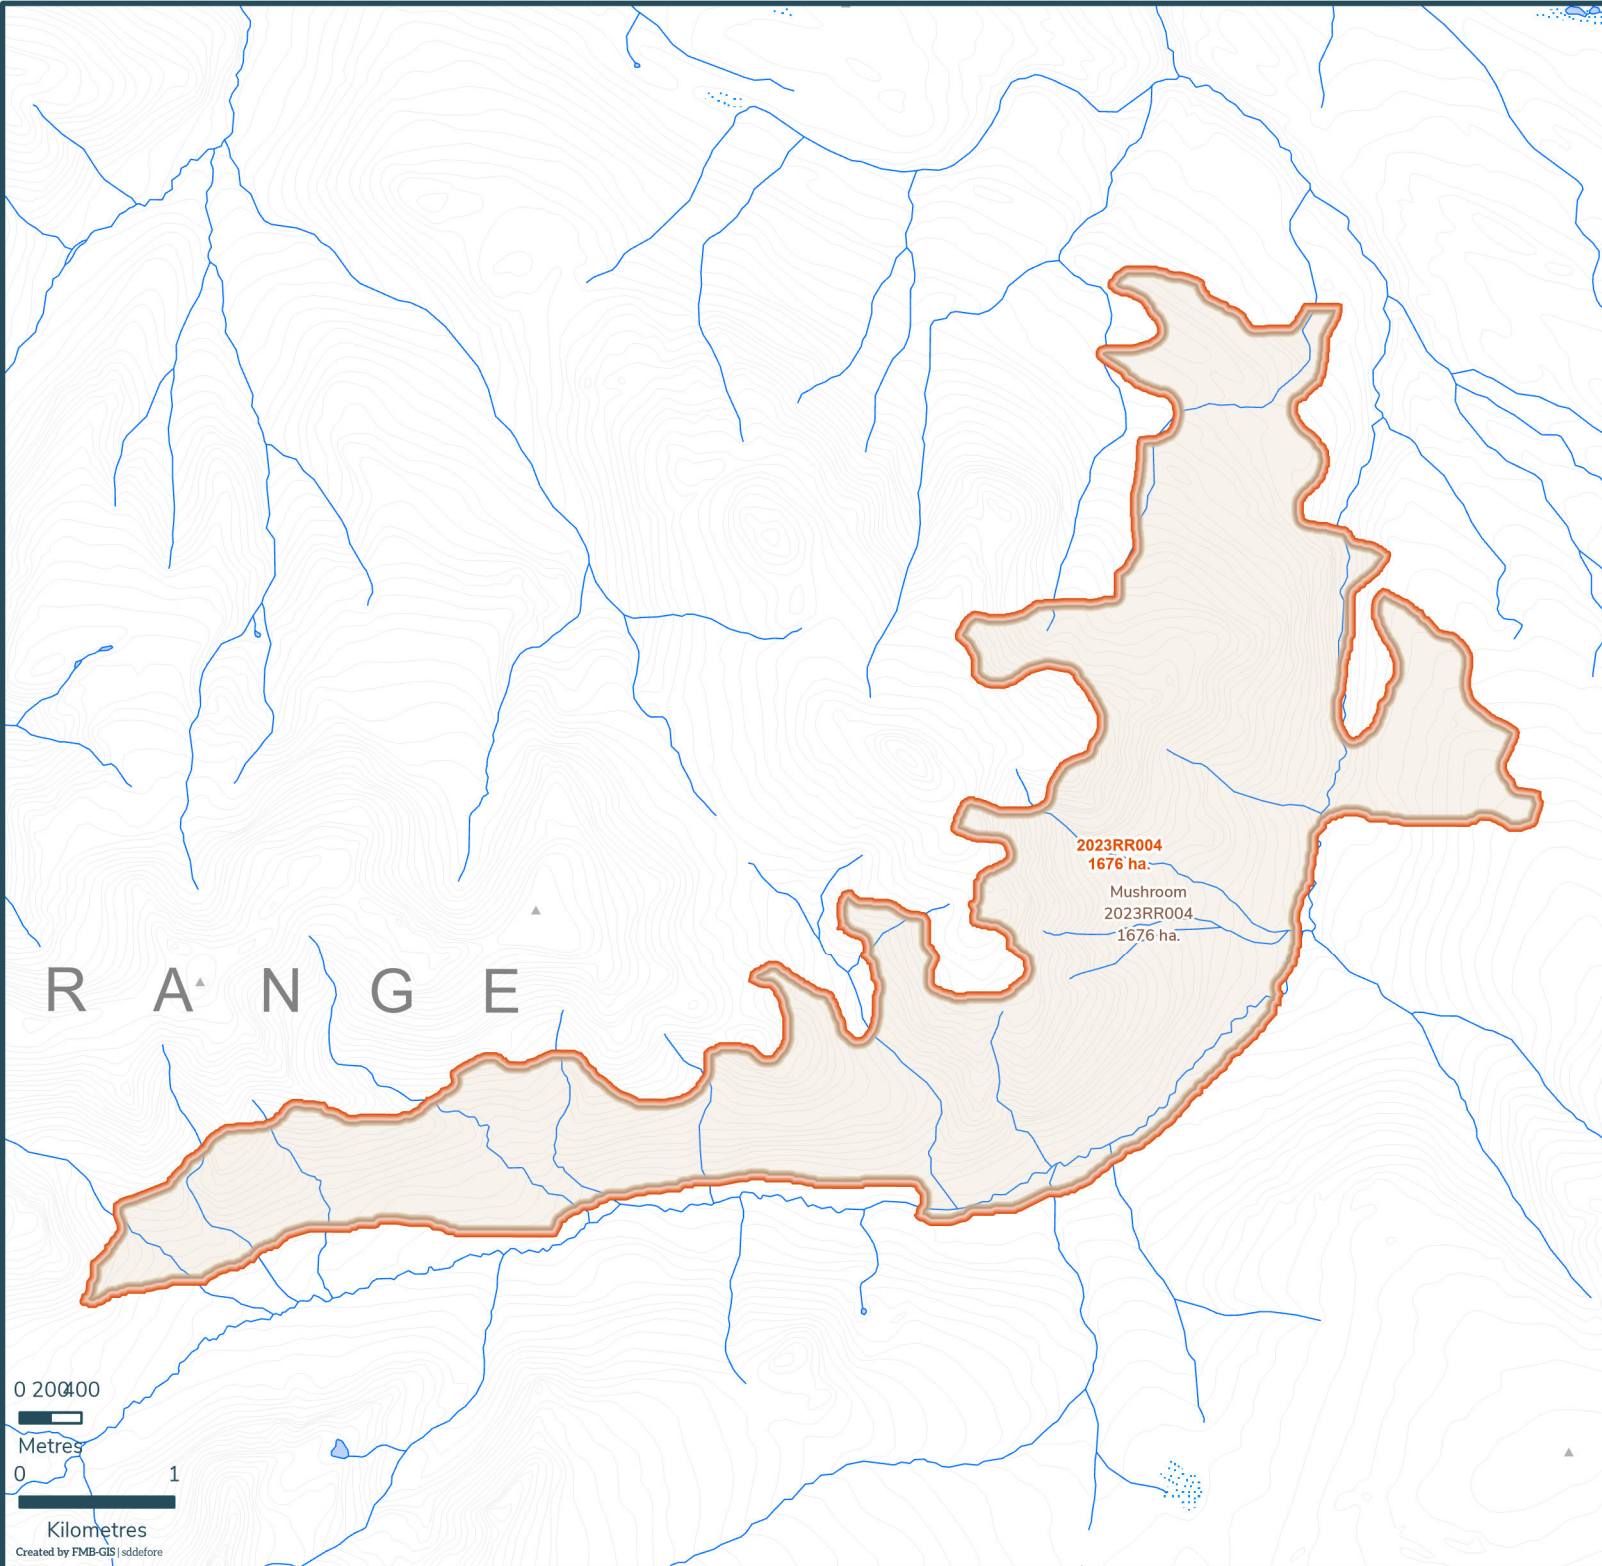 2023RR004
1676 ha.
Mushroom
2023RR004
1676 ha.
RANGE
0 200 400
Metres
0 1
Kilometres
Created by FMB-GIS | sddefore